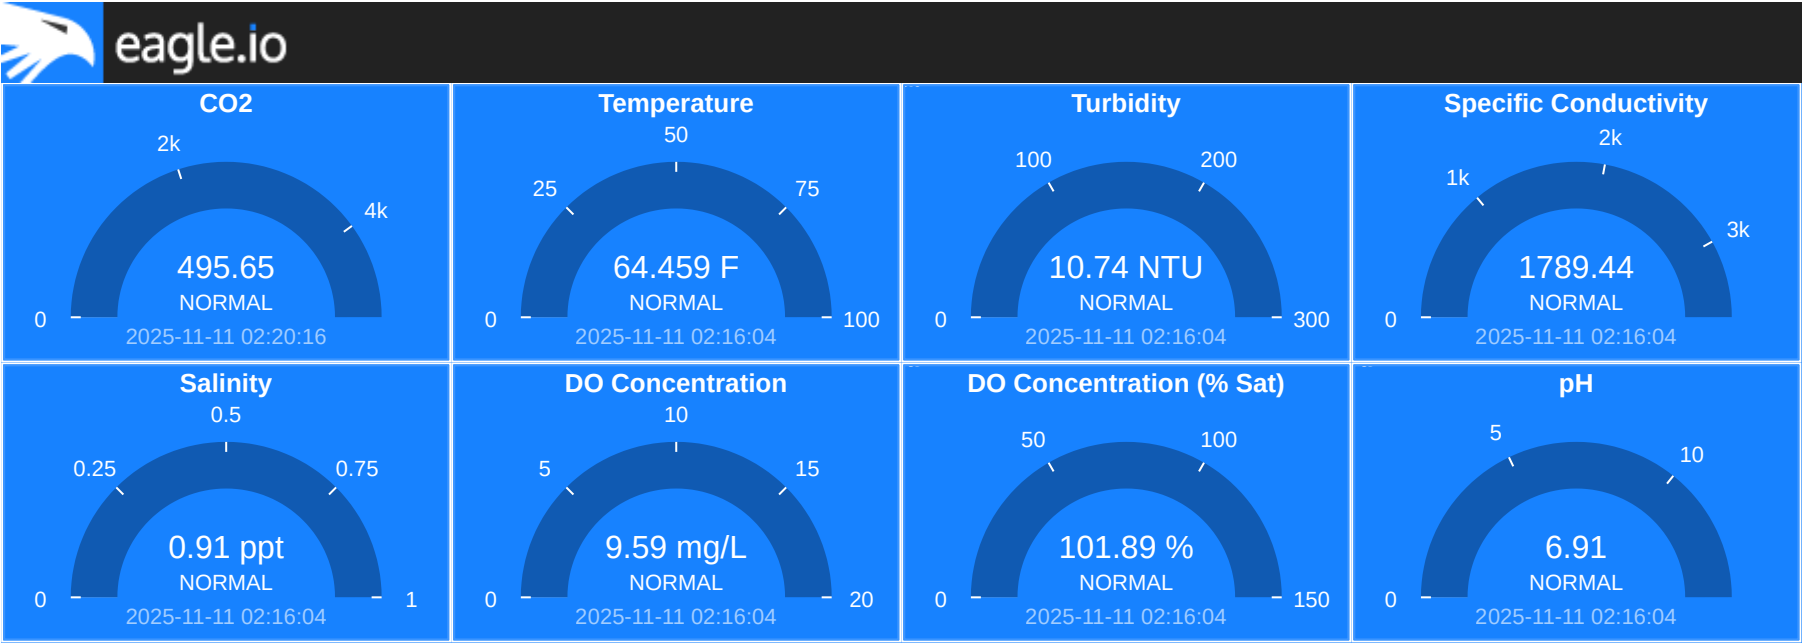 eagle.io
CO2
2k
4k
0
495.65
NORMAL
2025-11-11 02:20:16
Temperature
50
25
75
0
100
64.459 F
NORMAL
2025-11-11 02:16:04
Turbidity
100
200
0
300
10.74 NTU
NORMAL
2025-11-11 02:16:04
Specific Conductivity
2k
1k
3k
0
1789.44
NORMAL
2025-11-11 02:16:04
Salinity
0.5
0.25
0.75
0
1
0.91 ppt
NORMAL
2025-11-11 02:16:04
DO Concentration
10
5
15
0
20
9.59 mg/L
NORMAL
2025-11-11 02:16:04
DO Concentration (% Sat)
50
100
0
150
101.89 %
NORMAL
2025-11-11 02:16:04
pH
5
10
0
6.91
NORMAL
2025-11-11 02:16:04